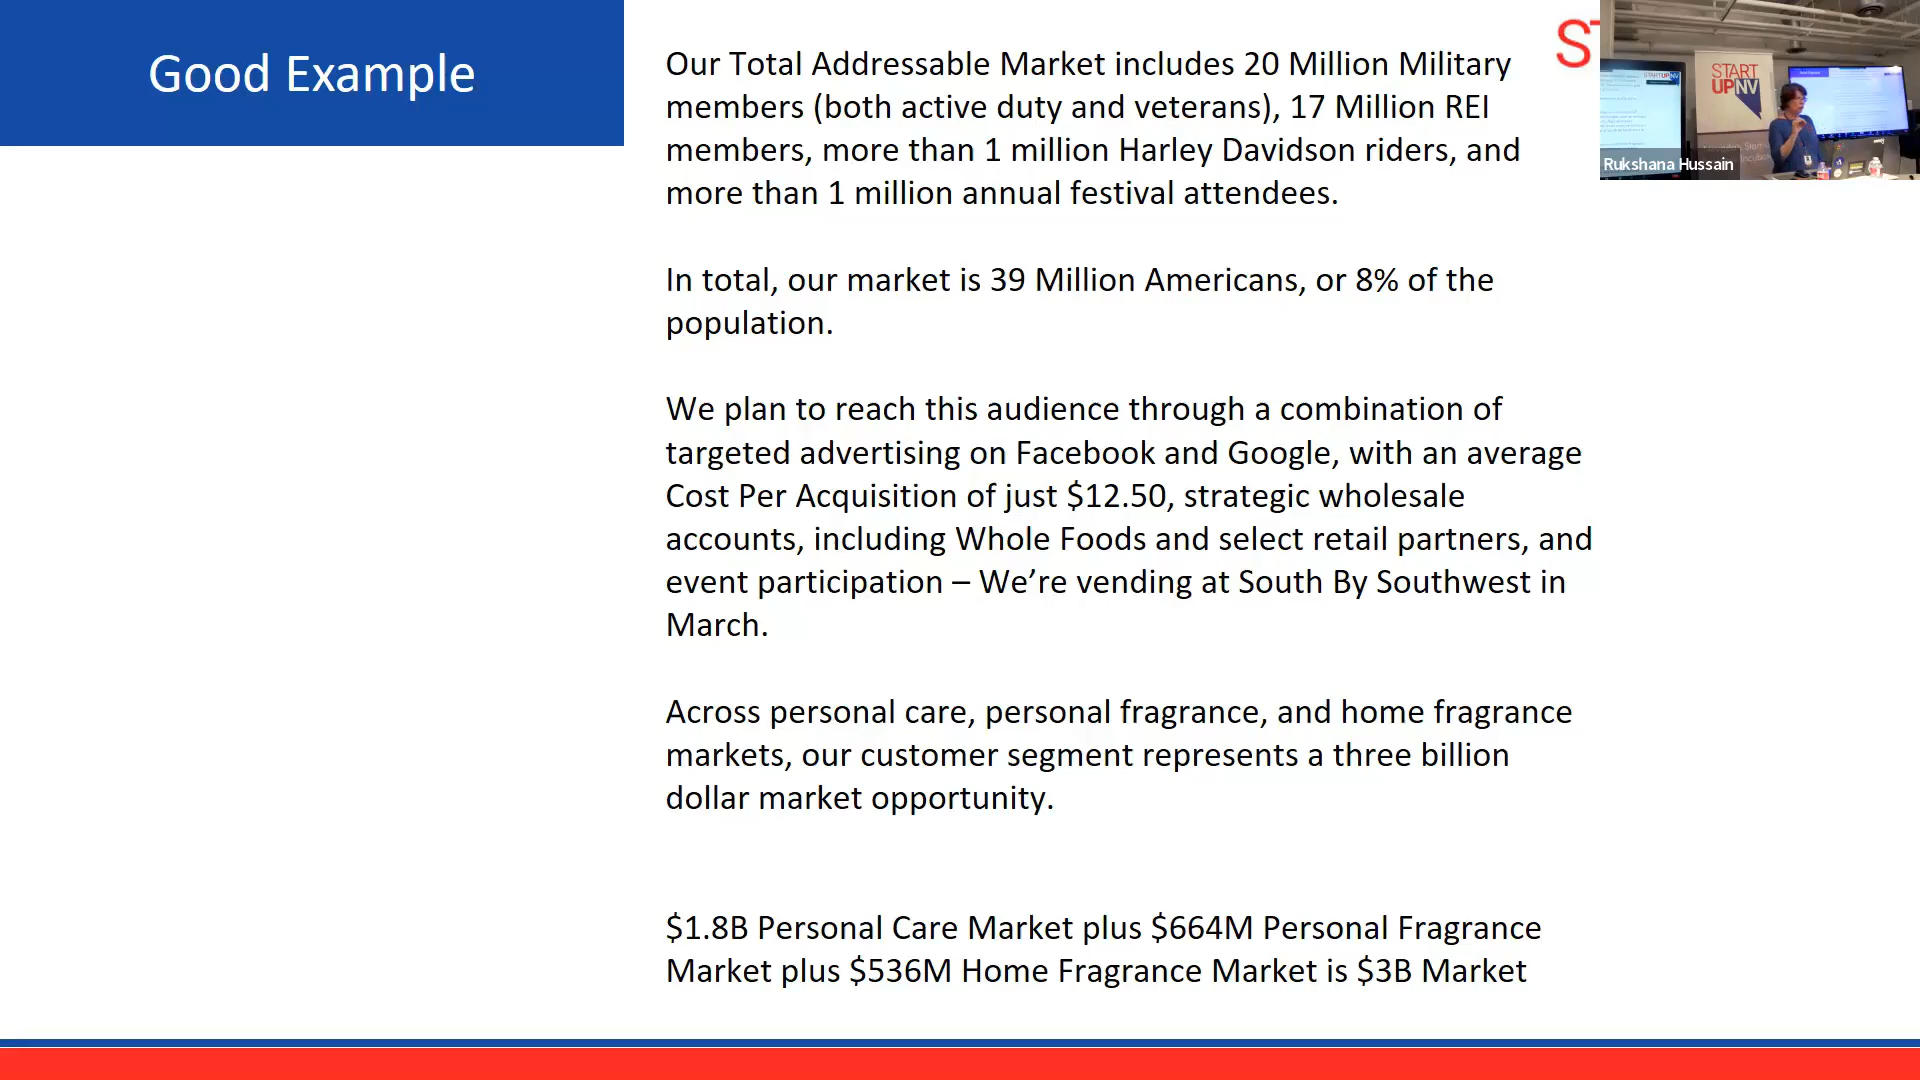 Good Example
Our Total Addressable Market includes 20 Million Military
members (both active duty and veterans), 17 Million REI
members, more than 1 million Harley Davidson riders, and
more than 1 million annual festival attendees.
In total, our market is 39 Million Americans, or 8% of the
population.
We plan to reach this audience through a combination of
targeted advertising on Facebook and Google, with an average
Cost Per Acquisition of just $12.50, strategic wholesale
accounts, including Whole Foods and select retail partners, and
event participation – We’re vending at South By Southwest in
March.
Across personal care, personal fragrance, and home fragrance
markets, our customer segment represents a three billion
dollar market opportunity.
$1.8B Personal Care Market plus $664M Personal Fragrance
Market plus $536M Home Fragrance Market is $3B Market
ST
STARTUPNV
START
UPNV
Rukshana Hussain